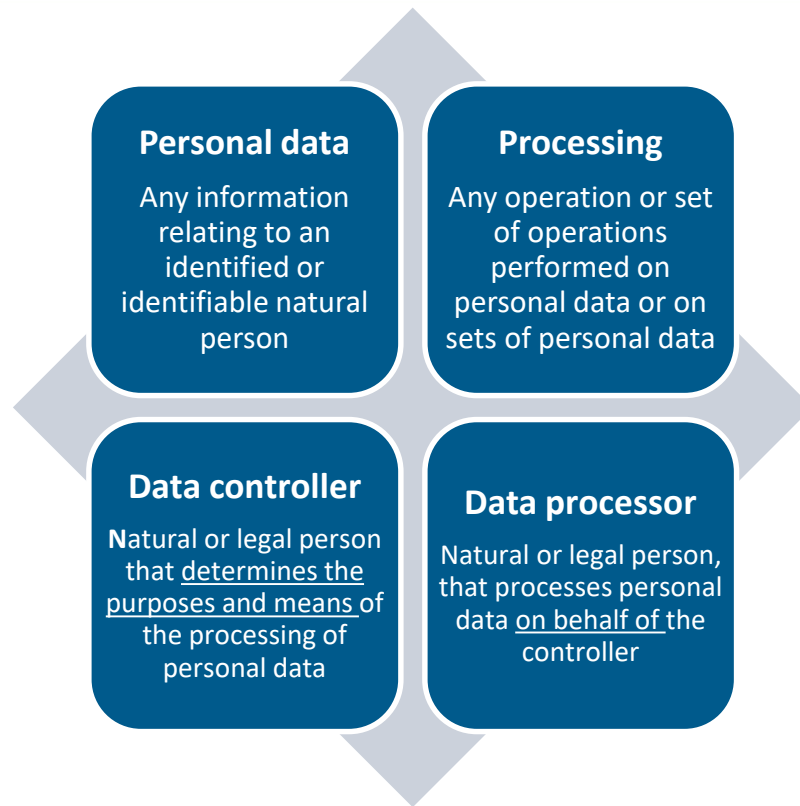 Personal data
Any information
relating to an
identified or
identifiable natural
person
Processing
Any operation or set
of operations
performed on
personal data or on
sets of personal data
Data controller
Natural or legal person
that determines the
purposes and means of
the processing of
personal data
Data processor
Natural or legal person,
that processes personal
data on behalf of the
controller